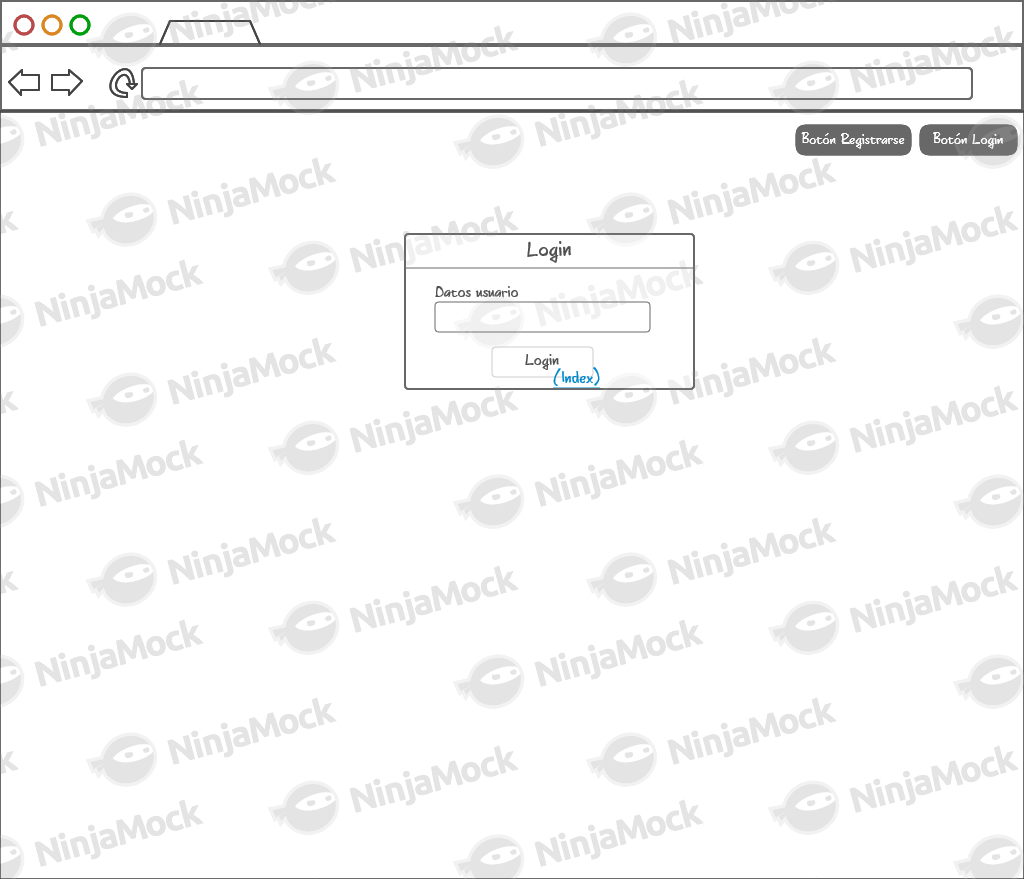 Botón Registrarse
Botón Login
Login
Datos usuario
Login
(Index)
NinjaMock